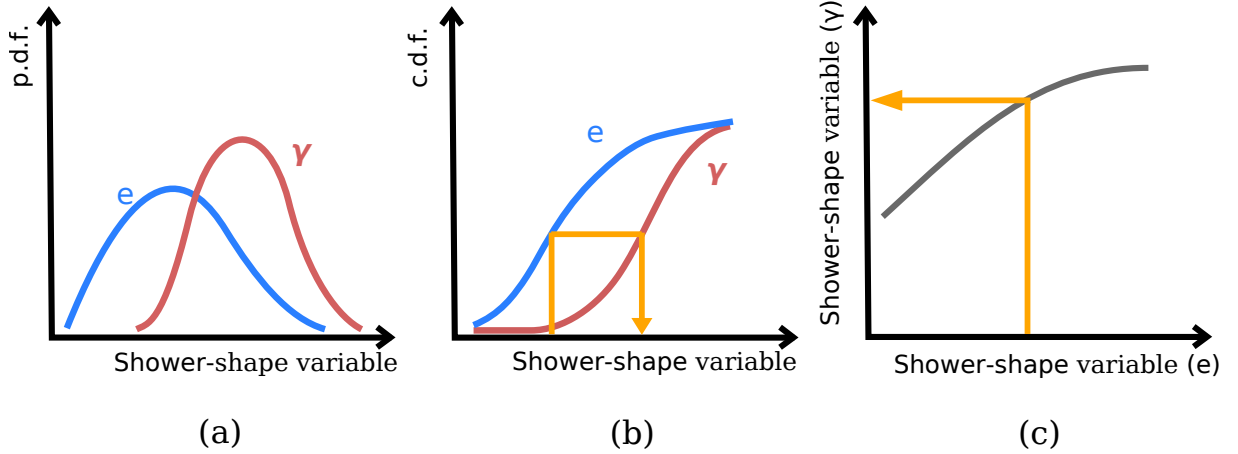 p.d.f.
e
γ
Shower-shape variable
(a)
c.d.f.
e
γ
Shower-shape variable
(b)
Shower-shape variable (γ)
Shower-shape variable (e)
(c)